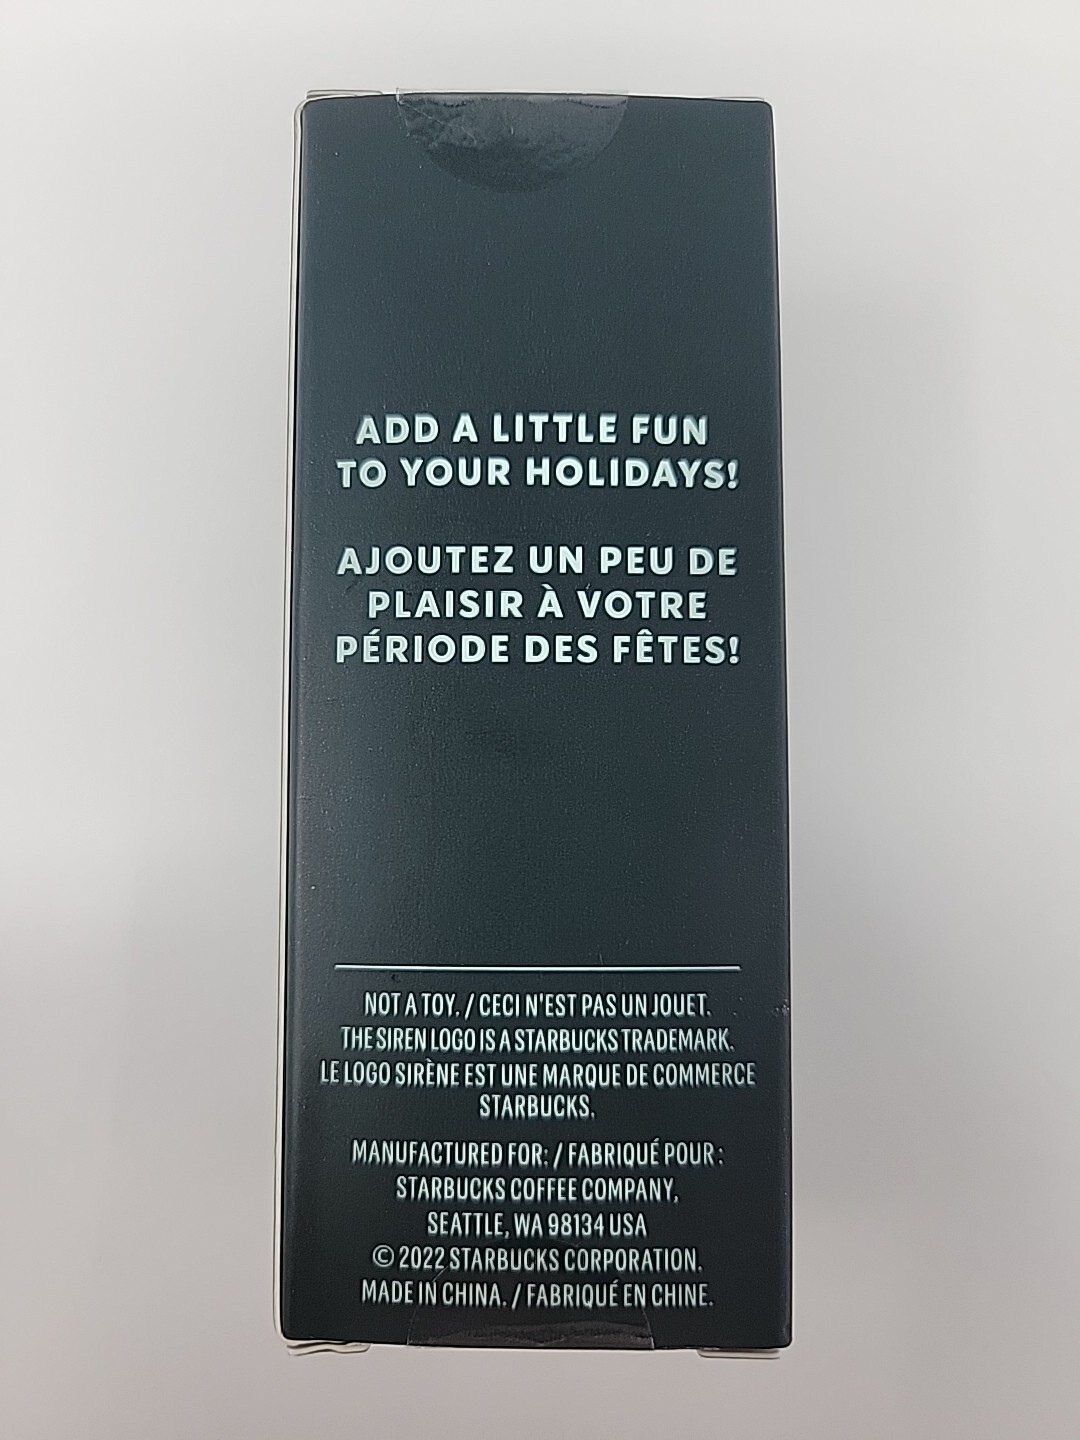 ADD A LITTLE FUN
TO YOUR HOLIDAYS!
AJOUTEZ UN PEU DE
PLAISIR À VOTRE
PÉRIODE DES FÊTES!
NOT A TOY. / CECI N'EST PAS UN JOUET.
THE SIREN LOGO IS A STARBUCKS TRADEMARK.
LE LOGO SIRÈNE EST UNE MARQUE DE COMMERCE
STARBUCKS.
MANUFACTURED FOR: / FABRIQUÉ POUR :
STARBUCKS COFFEE COMPANY,
SEATTLE, WA 98134 USA
© 2022 STARBUCKS CORPORATION.
MADE IN CHINA. / FABRIQUÉ EN CHINE.